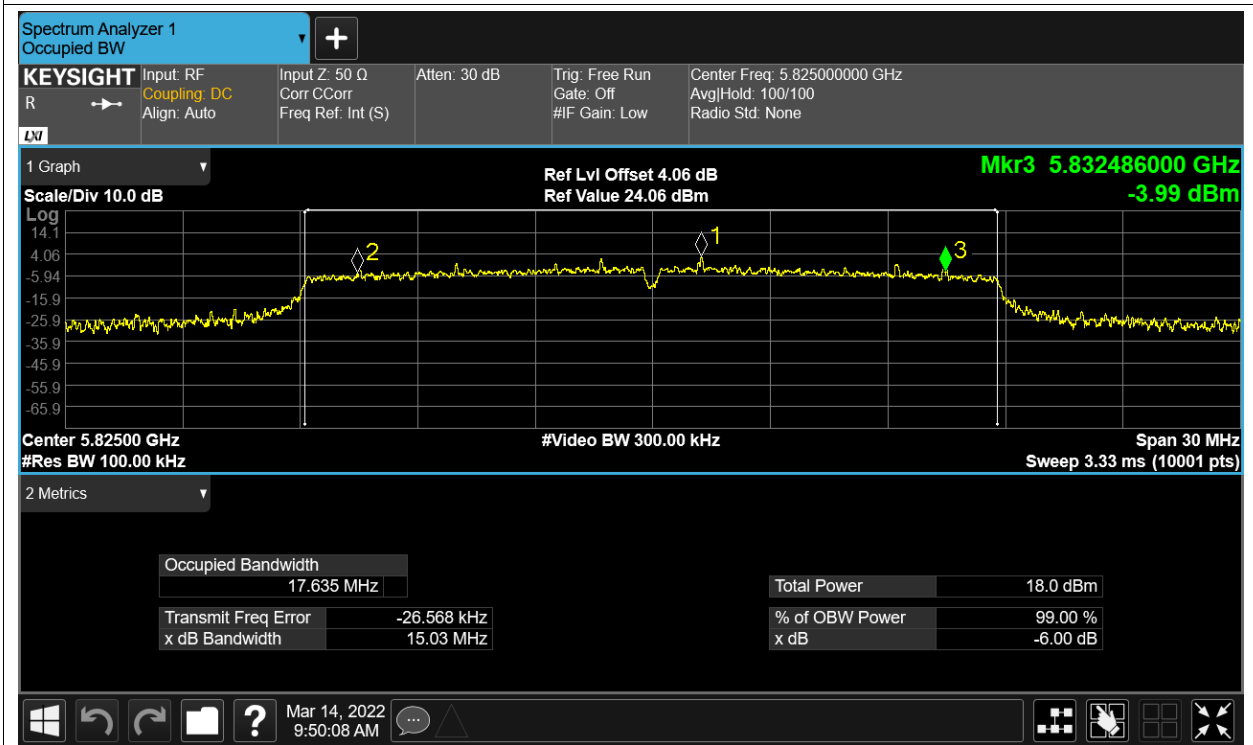 Spectrum Analyzer 1
Occupied BW
KEYSIGHT
R
LXI
Input: RF
Coupling: DC
Align: Auto
Input Z: 50 Ω
Corr CCorr
Freq Ref: Int (S)
Atten: 30 dB
Trig: Free Run
Gate: Off
#IF Gain: Low
Center Freq: 5.825000000 GHz
Avg|Hold: 100/100
Radio Std: None
1 Graph
Ref Lvl Offset 4.06 dB
Mkr3 5.832486000 GHz
Scale/Div 10.0 dB
Ref Value 24.06 dBm
-3.99 dBm
Log
14.1
4.06
-5.94
-15.9
-25.9
-35.9
-45.9
-55.9
-65.9
2
1
3
Center 5.82500 GHz
#Video BW 300.00 kHz
Span 30 MHz
#Res BW 100.00 kHz
Sweep 3.33 ms (10001 pts)
2 Metrics
Occupied Bandwidth
17.635 MHz
Total Power 18.0 dBm
Transmit Freq Error -26.568 kHz
% of OBW Power 99.00 %
x dB Bandwidth 15.03 MHz
x dB -6.00 dB
?
Mar 14, 2022
9:50:08 AM